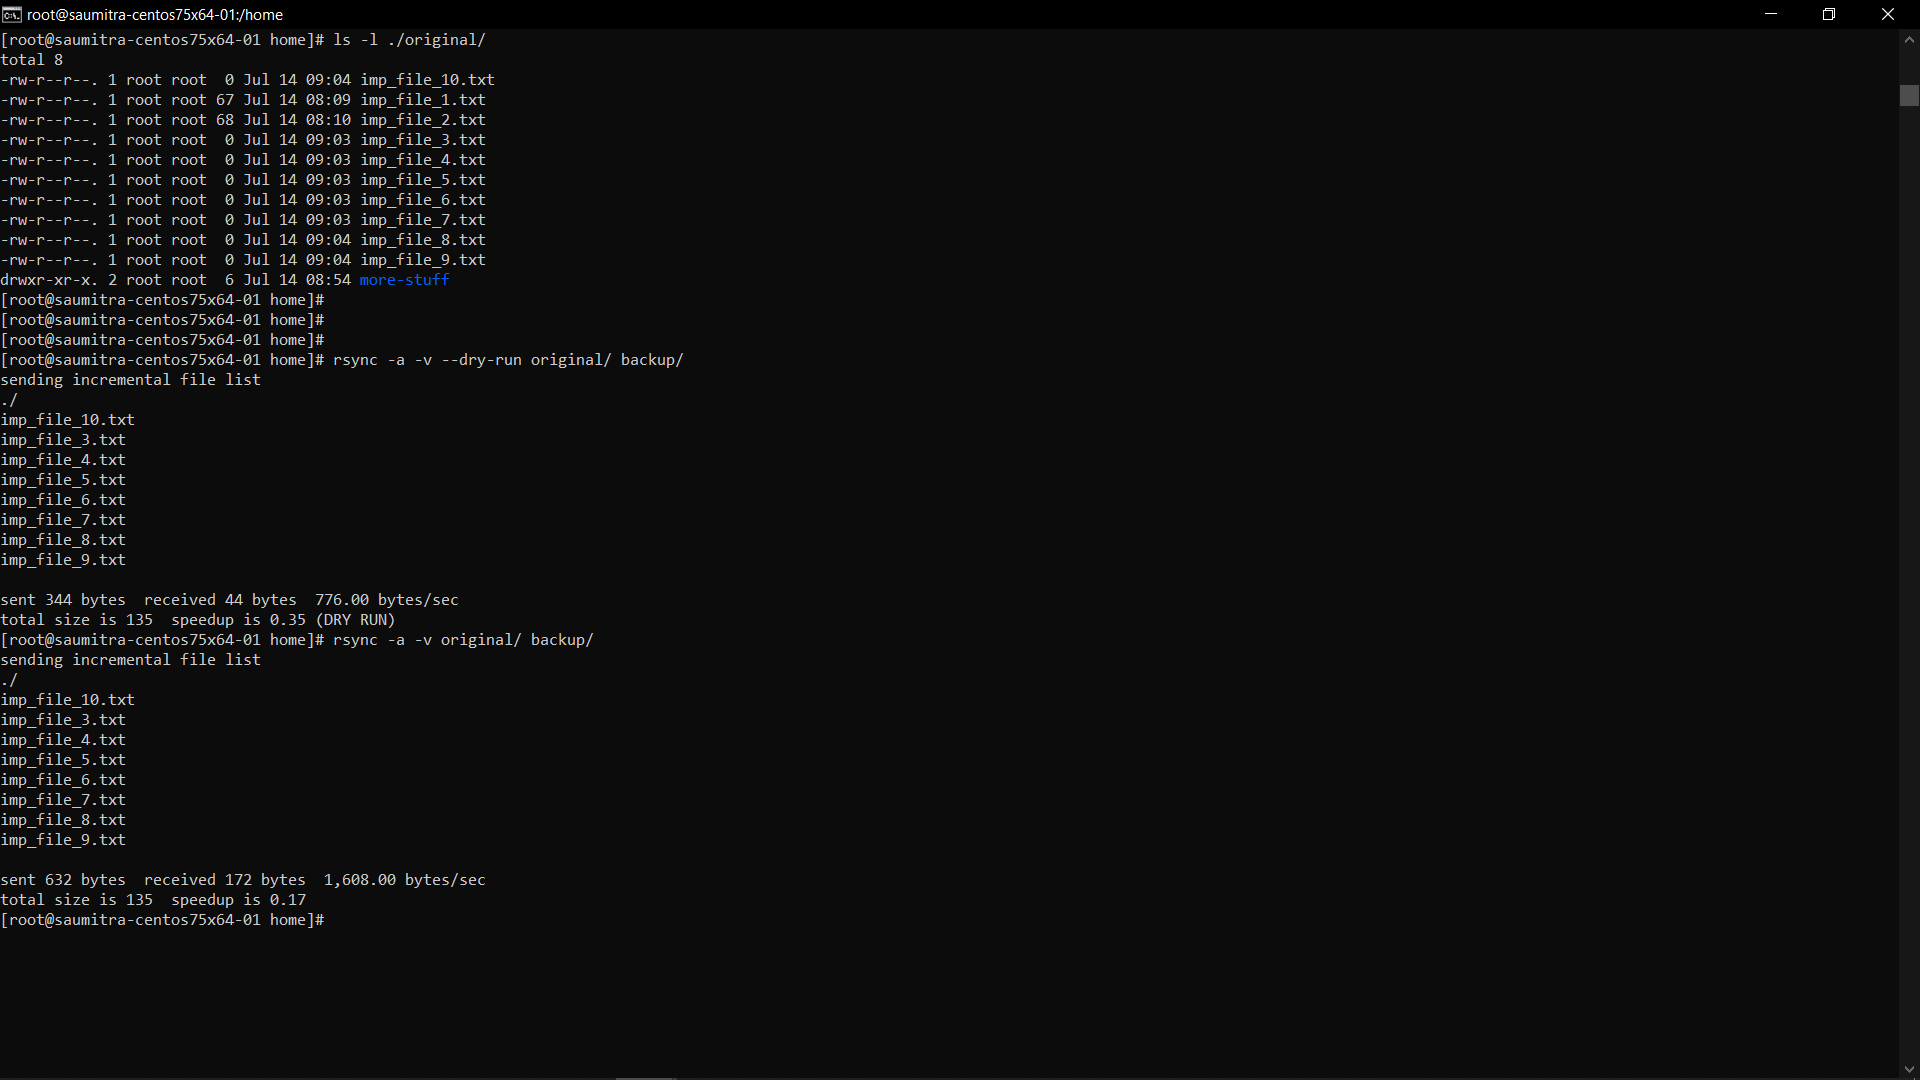 root@saumitra-centos75x64-01:/home
[root@saumitra-centos75x64-01 home]# ls -l ./original/
total 8
-rw-r--r--. 1 root root  0 Jul 14 09:04 imp_file_10.txt
-rw-r--r--. 1 root root 67 Jul 14 08:09 imp_file_1.txt
-rw-r--r--. 1 root root 68 Jul 14 08:10 imp_file_2.txt
-rw-r--r--. 1 root root  0 Jul 14 09:03 imp_file_3.txt
-rw-r--r--. 1 root root  0 Jul 14 09:03 imp_file_4.txt
-rw-r--r--. 1 root root  0 Jul 14 09:03 imp_file_5.txt
-rw-r--r--. 1 root root  0 Jul 14 09:03 imp_file_6.txt
-rw-r--r--. 1 root root  0 Jul 14 09:03 imp_file_7.txt
-rw-r--r--. 1 root root  0 Jul 14 09:04 imp_file_8.txt
-rw-r--r--. 1 root root  0 Jul 14 09:04 imp_file_9.txt
drwxr-xr-x. 2 root root  6 Jul 14 08:54 more-stuff
[root@saumitra-centos75x64-01 home]#
[root@saumitra-centos75x64-01 home]#
[root@saumitra-centos75x64-01 home]#
[root@saumitra-centos75x64-01 home]# rsync -a -v --dry-run original/ backup/
sending incremental file list
./
imp_file_10.txt
imp_file_3.txt
imp_file_4.txt
imp_file_5.txt
imp_file_6.txt
imp_file_7.txt
imp_file_8.txt
imp_file_9.txt

sent 344 bytes  received 44 bytes  776.00 bytes/sec
total size is 135  speedup is 0.35 (DRY RUN)
[root@saumitra-centos75x64-01 home]# rsync -a -v original/ backup/
sending incremental file list
./
imp_file_10.txt
imp_file_3.txt
imp_file_4.txt
imp_file_5.txt
imp_file_6.txt
imp_file_7.txt
imp_file_8.txt
imp_file_9.txt

sent 632 bytes  received 172 bytes  1,608.00 bytes/sec
total size is 135  speedup is 0.17
[root@saumitra-centos75x64-01 home]#